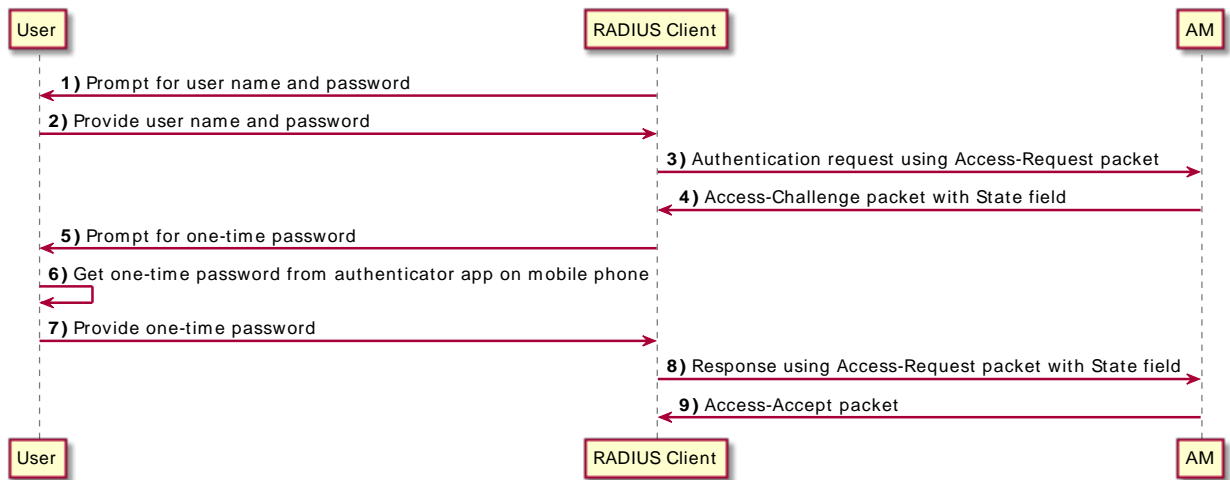 User
RADIUS Client
AM
1) Prompt for user name and password
2) Provide user name and password
3) Authentication request using Access-Request packet
4) Access-Challenge packet with State field
5) Prompt for one-time password
6) Get one-time password from authenticator app on mobile phone
7) Provide one-time password
8) Response using Access-Request packet with State field
9) Access-Accept packet
User
RADIUS Client
AM